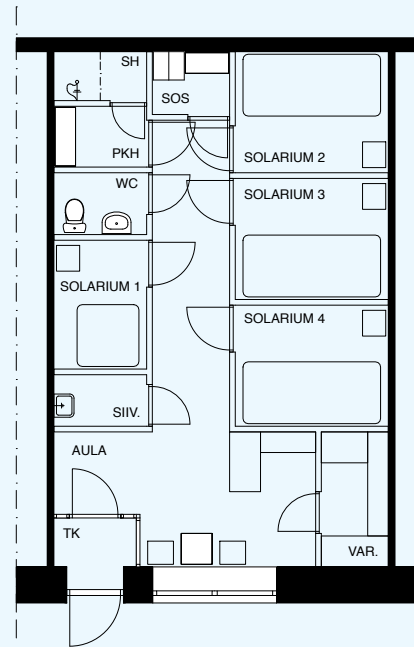 SH
SOS
PKH
SOLARIUM 2
WC
SOLARIUM 3
SOLARIUM 1
SOLARIUM 4
SIIV.
AULA
TK
VAR.